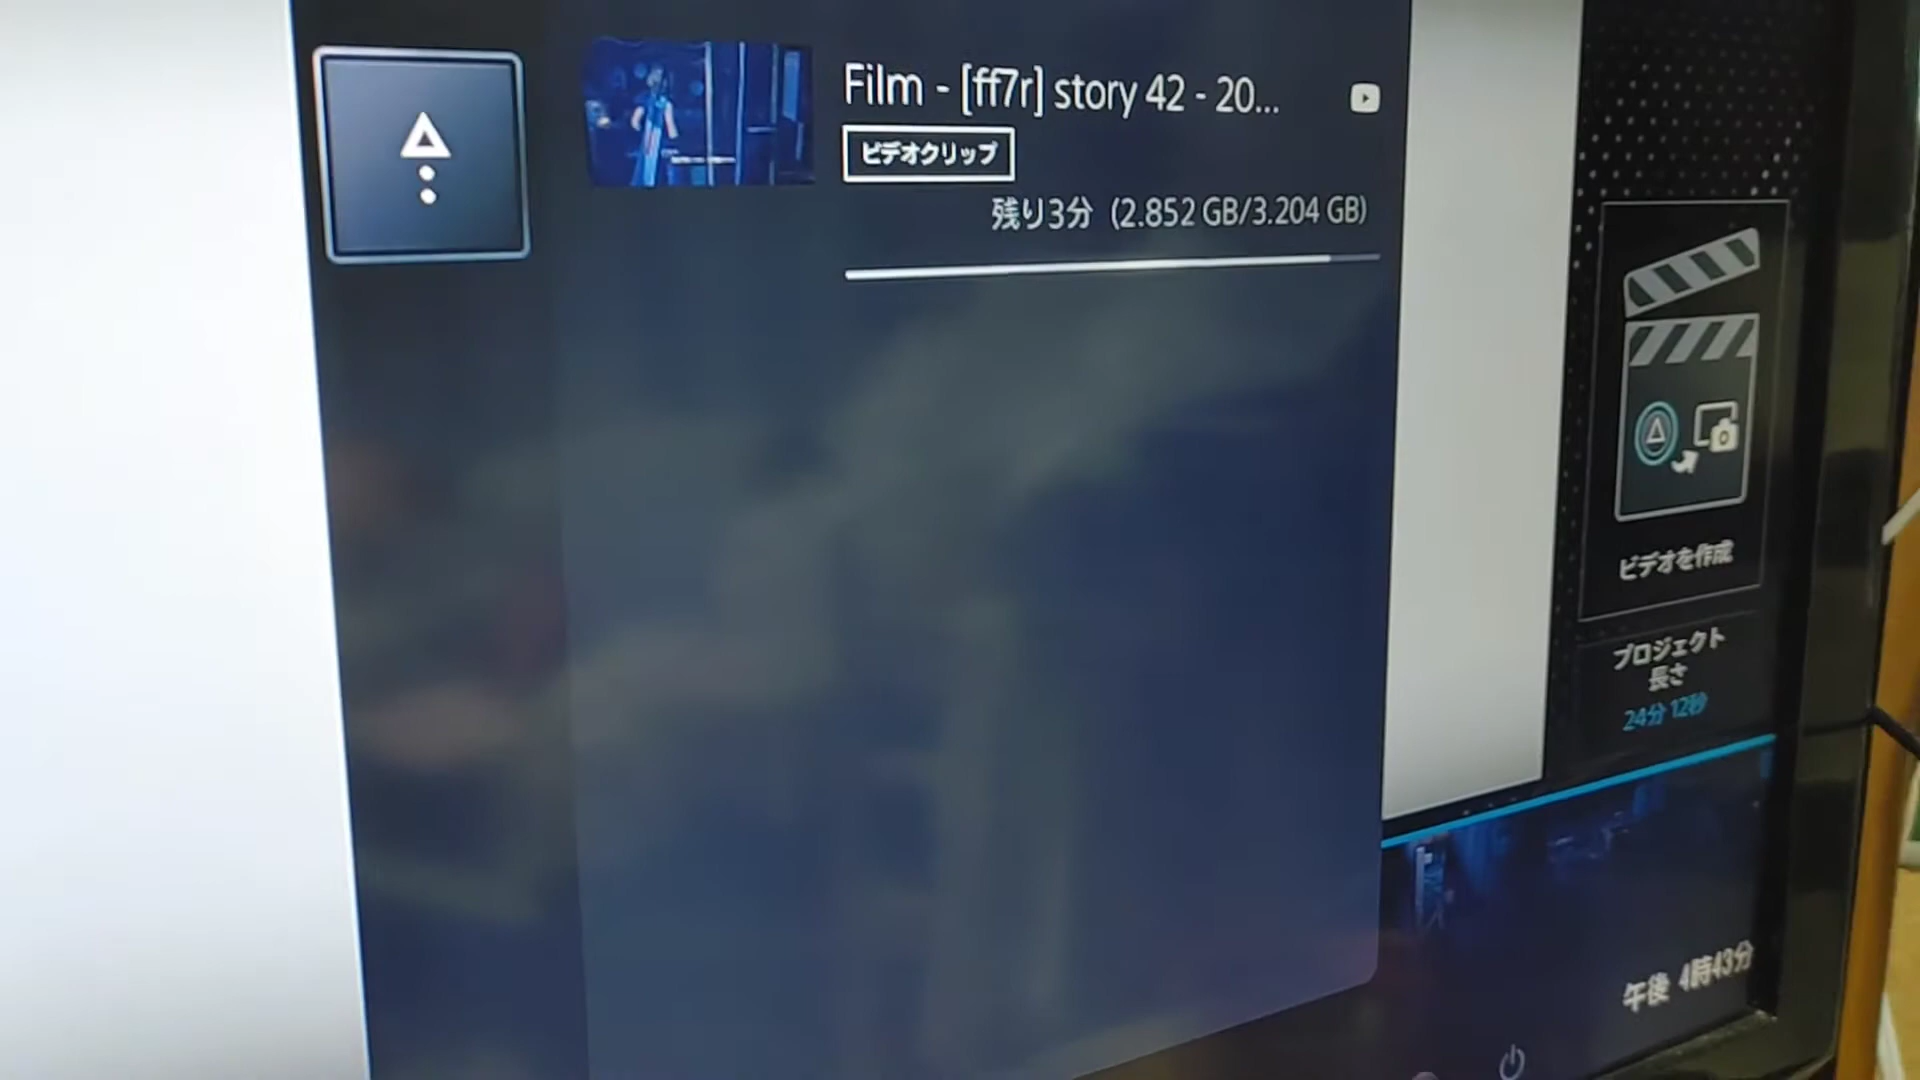 Film - [ff7r] story 42 - 20...
ビデオクリップ
残り3分 (2.852 GB/3.204 GB)
ビデオを作成
プロジェクト
長さ
24分 12秒
午後 4時43分